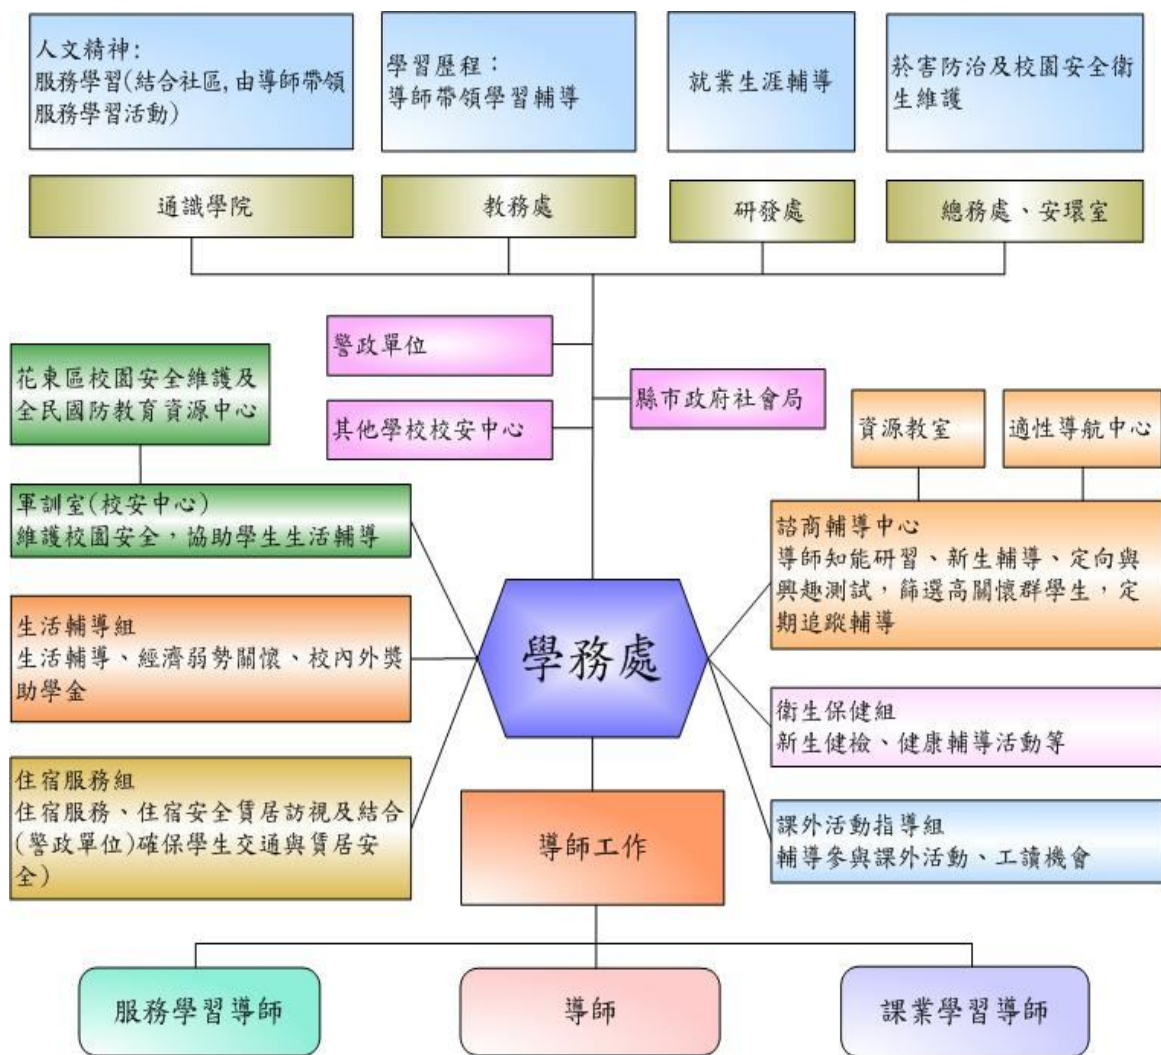 人文精神:
服務學習(結合社區,由導師帶領
服務學習活動)
學習歷程：
導師帶領學習輔導
就業生涯輔導
菸害防治及校園安全衛
生維護
通識學院
教務處
研發處
總務處、安環室
警政單位
花東區校園安全維護及
全民國防教育資源中心
縣市政府社會局
其他學校校安中心
資源教室
適性導航中心
軍訓室(校安中心)
維護校園安全，協助學生生活輔導
諮商輔導中心
導師知能研習、新生輔導、定向與
興趣測試，篩選高關懷群學生，定
期追蹤輔導
生活輔導組
生活輔導、經濟弱勢關懷、校內外獎
助學金
學務處
衛生保健組
新生健檢、健康輔導活動等
住宿服務組
住宿服務、住宿安全賃居訪視及結合
(警政單位)確保學生交通與賃居安
全)
導師工作
課外活動指導組
輔導參與課外活動、工讀機會
服務學習導師
導師
課業學習導師